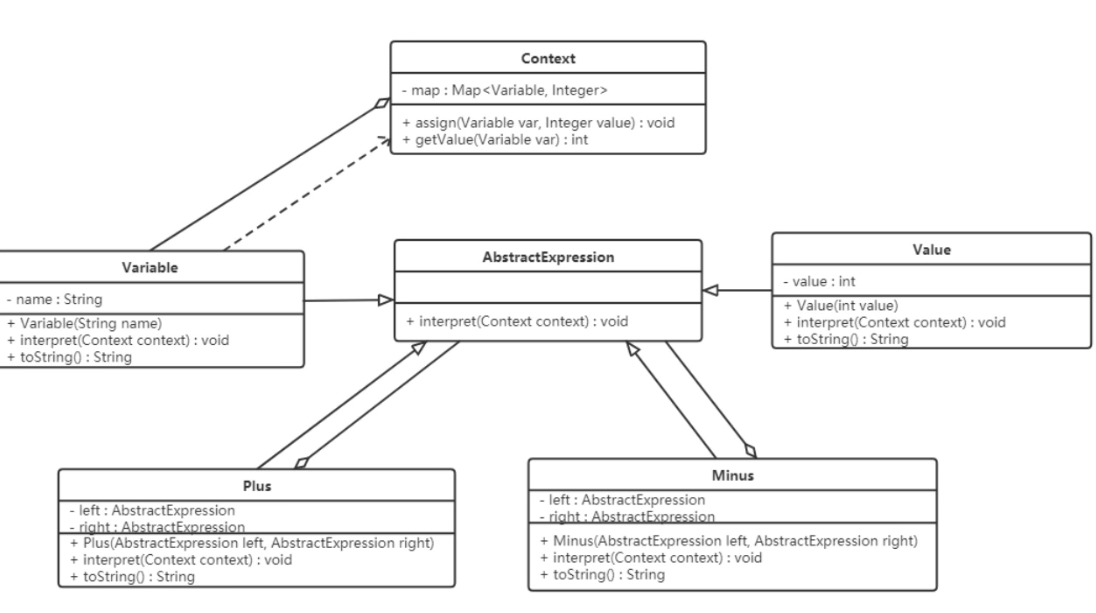 Context
- map : Map<Variable, Integer>
+ assign(Variable var, Integer value) : void
+ getValue(Variable var) : int
Variable
- name : String
+ Variable(String name)
+ interpret(Context context) : void
+ toString() : String
AbstractExpression
+ interpret(Context context) : void
Value
- value : int
+ Value(int value)
+ interpret(Context context) : void
+ toString() : String
Plus
- left : AbstractExpression
- right : AbstractExpression
+ Plus(AbstractExpression left, AbstractExpression right)
+ interpret(Context context) : void
+ toString() : String
Minus
- left : AbstractExpression
- right : AbstractExpression
+ Minus(AbstractExpression left, AbstractExpression right)
+ interpret(Context context) : void
+ toString() : String